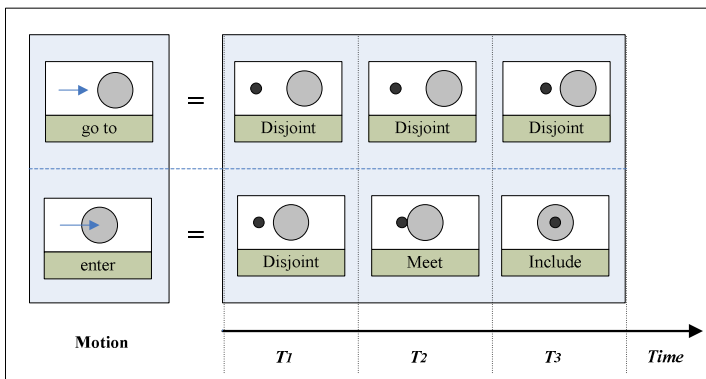 go to
=
Disjoint
Disjoint
Disjoint
enter
=
Disjoint
Meet
Include
Motion
T1
T2
T3
Time